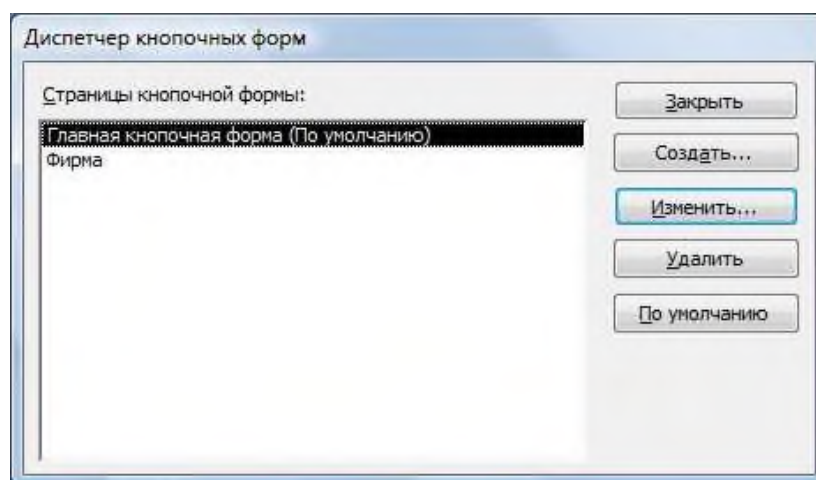 Диспетчер кнопочных форм
Страницы кнопочной формы:
Главная кнопочная форма (По умолчанию)
Фирма
Закрыть
Создать...
Изменить...
Удалить
По умолчанию